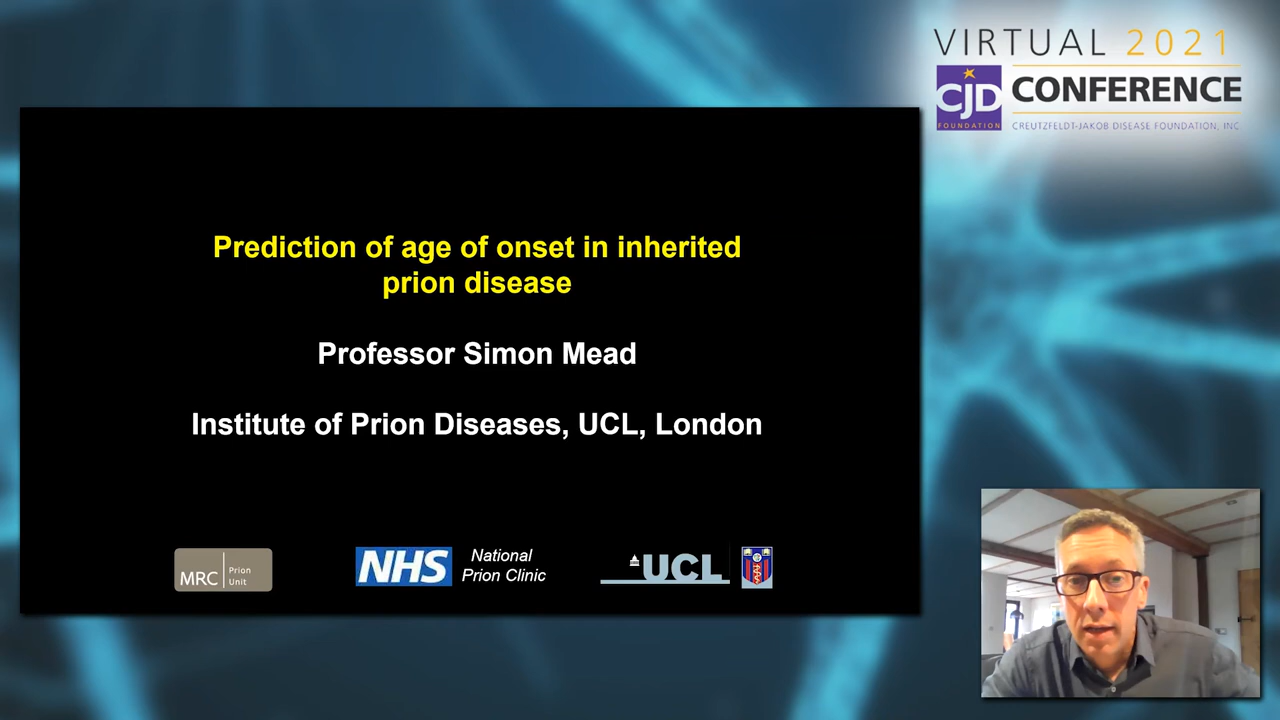 VIRTUAL 2021
CJD
FOUNDATION
CONFERENCE
CREUTZFELDT-JAKOB DISEASE FOUNDATION, INC.
Prediction of age of onset in inherited
prion disease
Professor Simon Mead
Institute of Prion Diseases, UCL, London
MRC
Prion
Unit
NHS
National
Prion Clinic
UCL